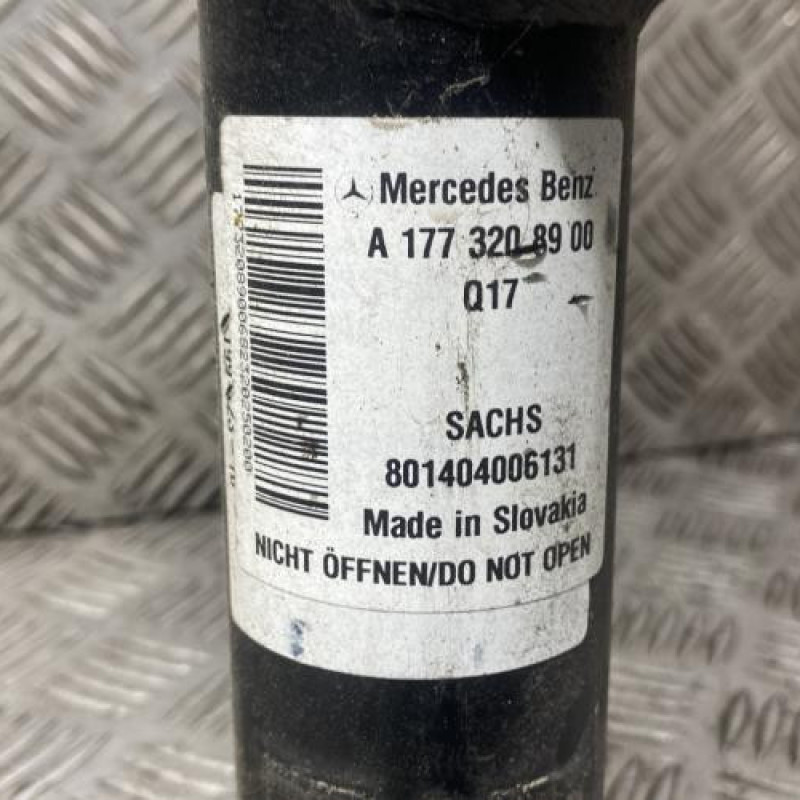 Mercedes Benz
A 177 320 89 00
Q17
SACHS
801404006131
Made in Slovakia
NICHT ÖFFNEN/DO NOT OPEN